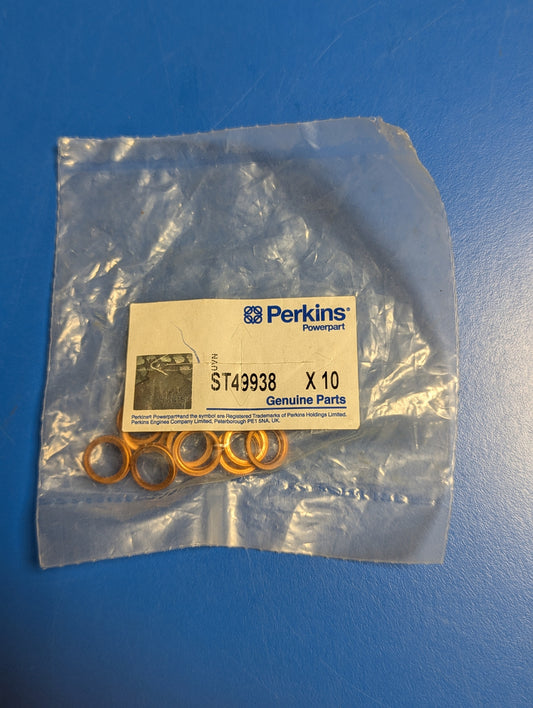 Perkins®
Powerpart
UVN
ST49938 X 10
Genuine Parts
Perkins® Powerpart and the symbol are Registered Trademarks of Perkins Holdings Limited.
Perkins Engines Company Limited, Peterborough PE1 5NA, UK.